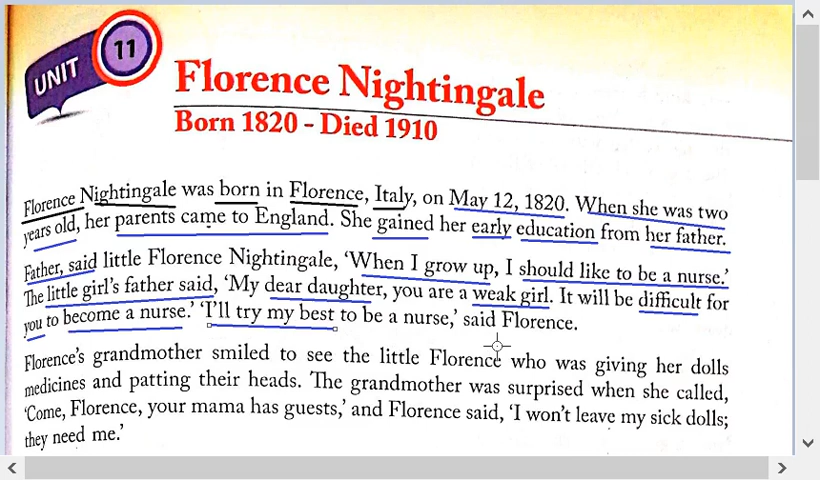 UNIT 11
Florence Nightingale
Born 1820 - Died 1910
Florence Nightingale was born in Florence, Italy, on May 12, 1820. When she was two
years old, her parents came to England. She gained her early education from her father.
Father, said little Florence Nightingale, ‘When I grow up, I should like to be a nurse.’
The little girl’s father said, ‘My dear daughter, you are a weak girl. It will be difficult for
you to become a nurse.’ ‘I’ll try my best to be a nurse,’ said Florence.
Florence’s grandmother smiled to see the little Florence who was giving her dolls
medicines and patting their heads. The grandmother was surprised when she called,
‘Come, Florence, your mama has guests,’ and Florence said, ‘I won’t leave my sick dolls;
they need me.’